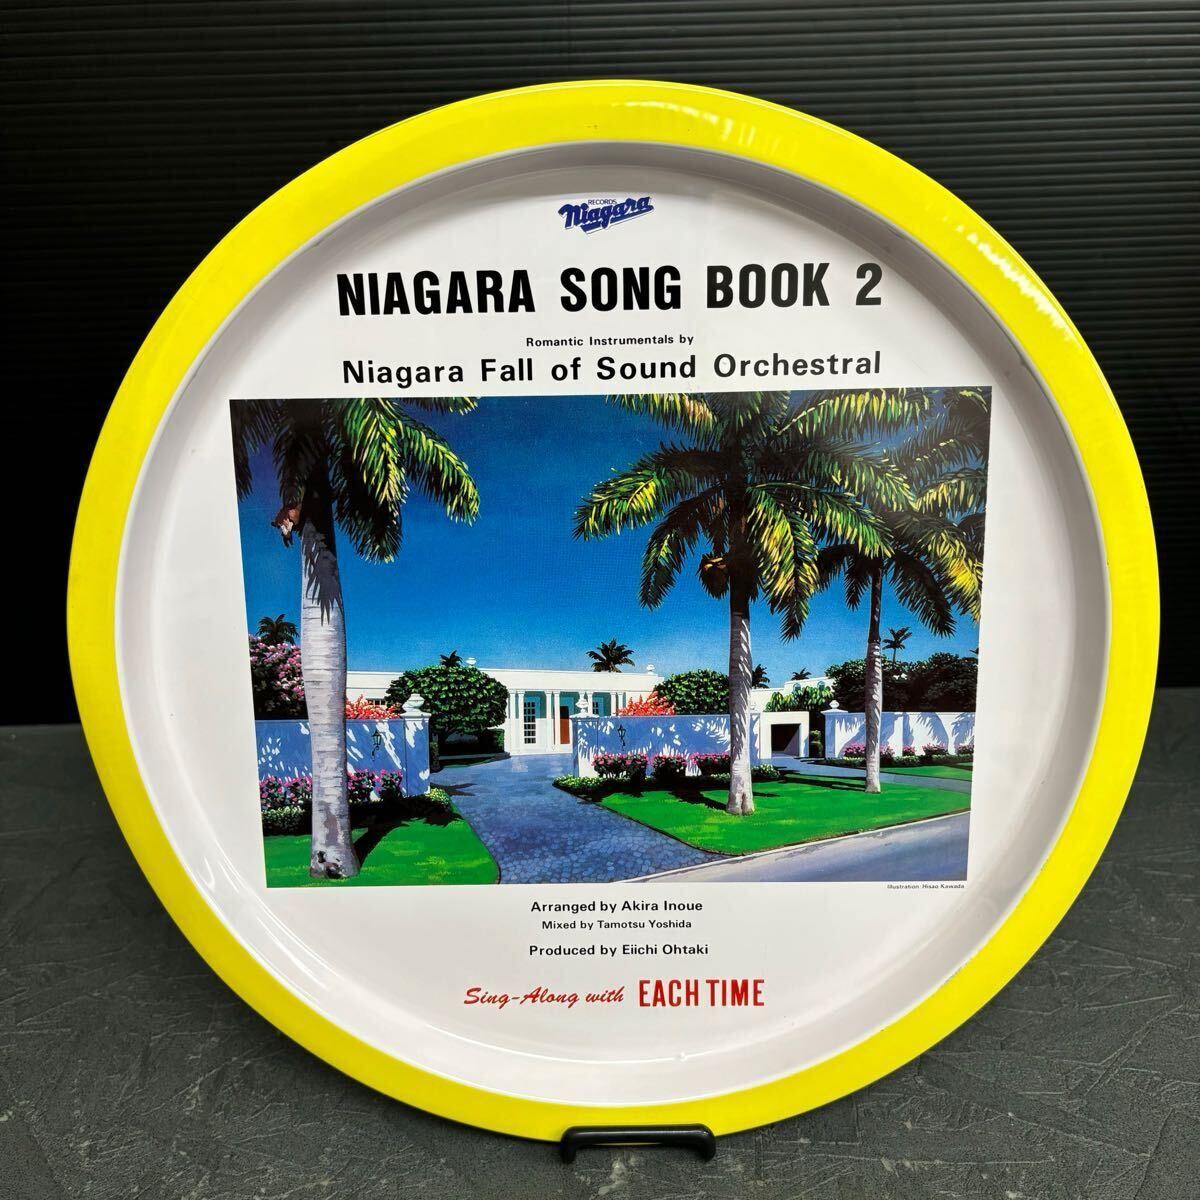 RECORDS
Niagara
NIAGARA SONG BOOK 2
Romantic Instrumentals by
Niagara Fall of Sound Orchestral
Illustration: Hisao Kawada
Arranged by Akira Inoue
Mixed by Tamotsu Yoshida
Produced by Eiichi Ohtaki
Sing-Along with EACH TIME